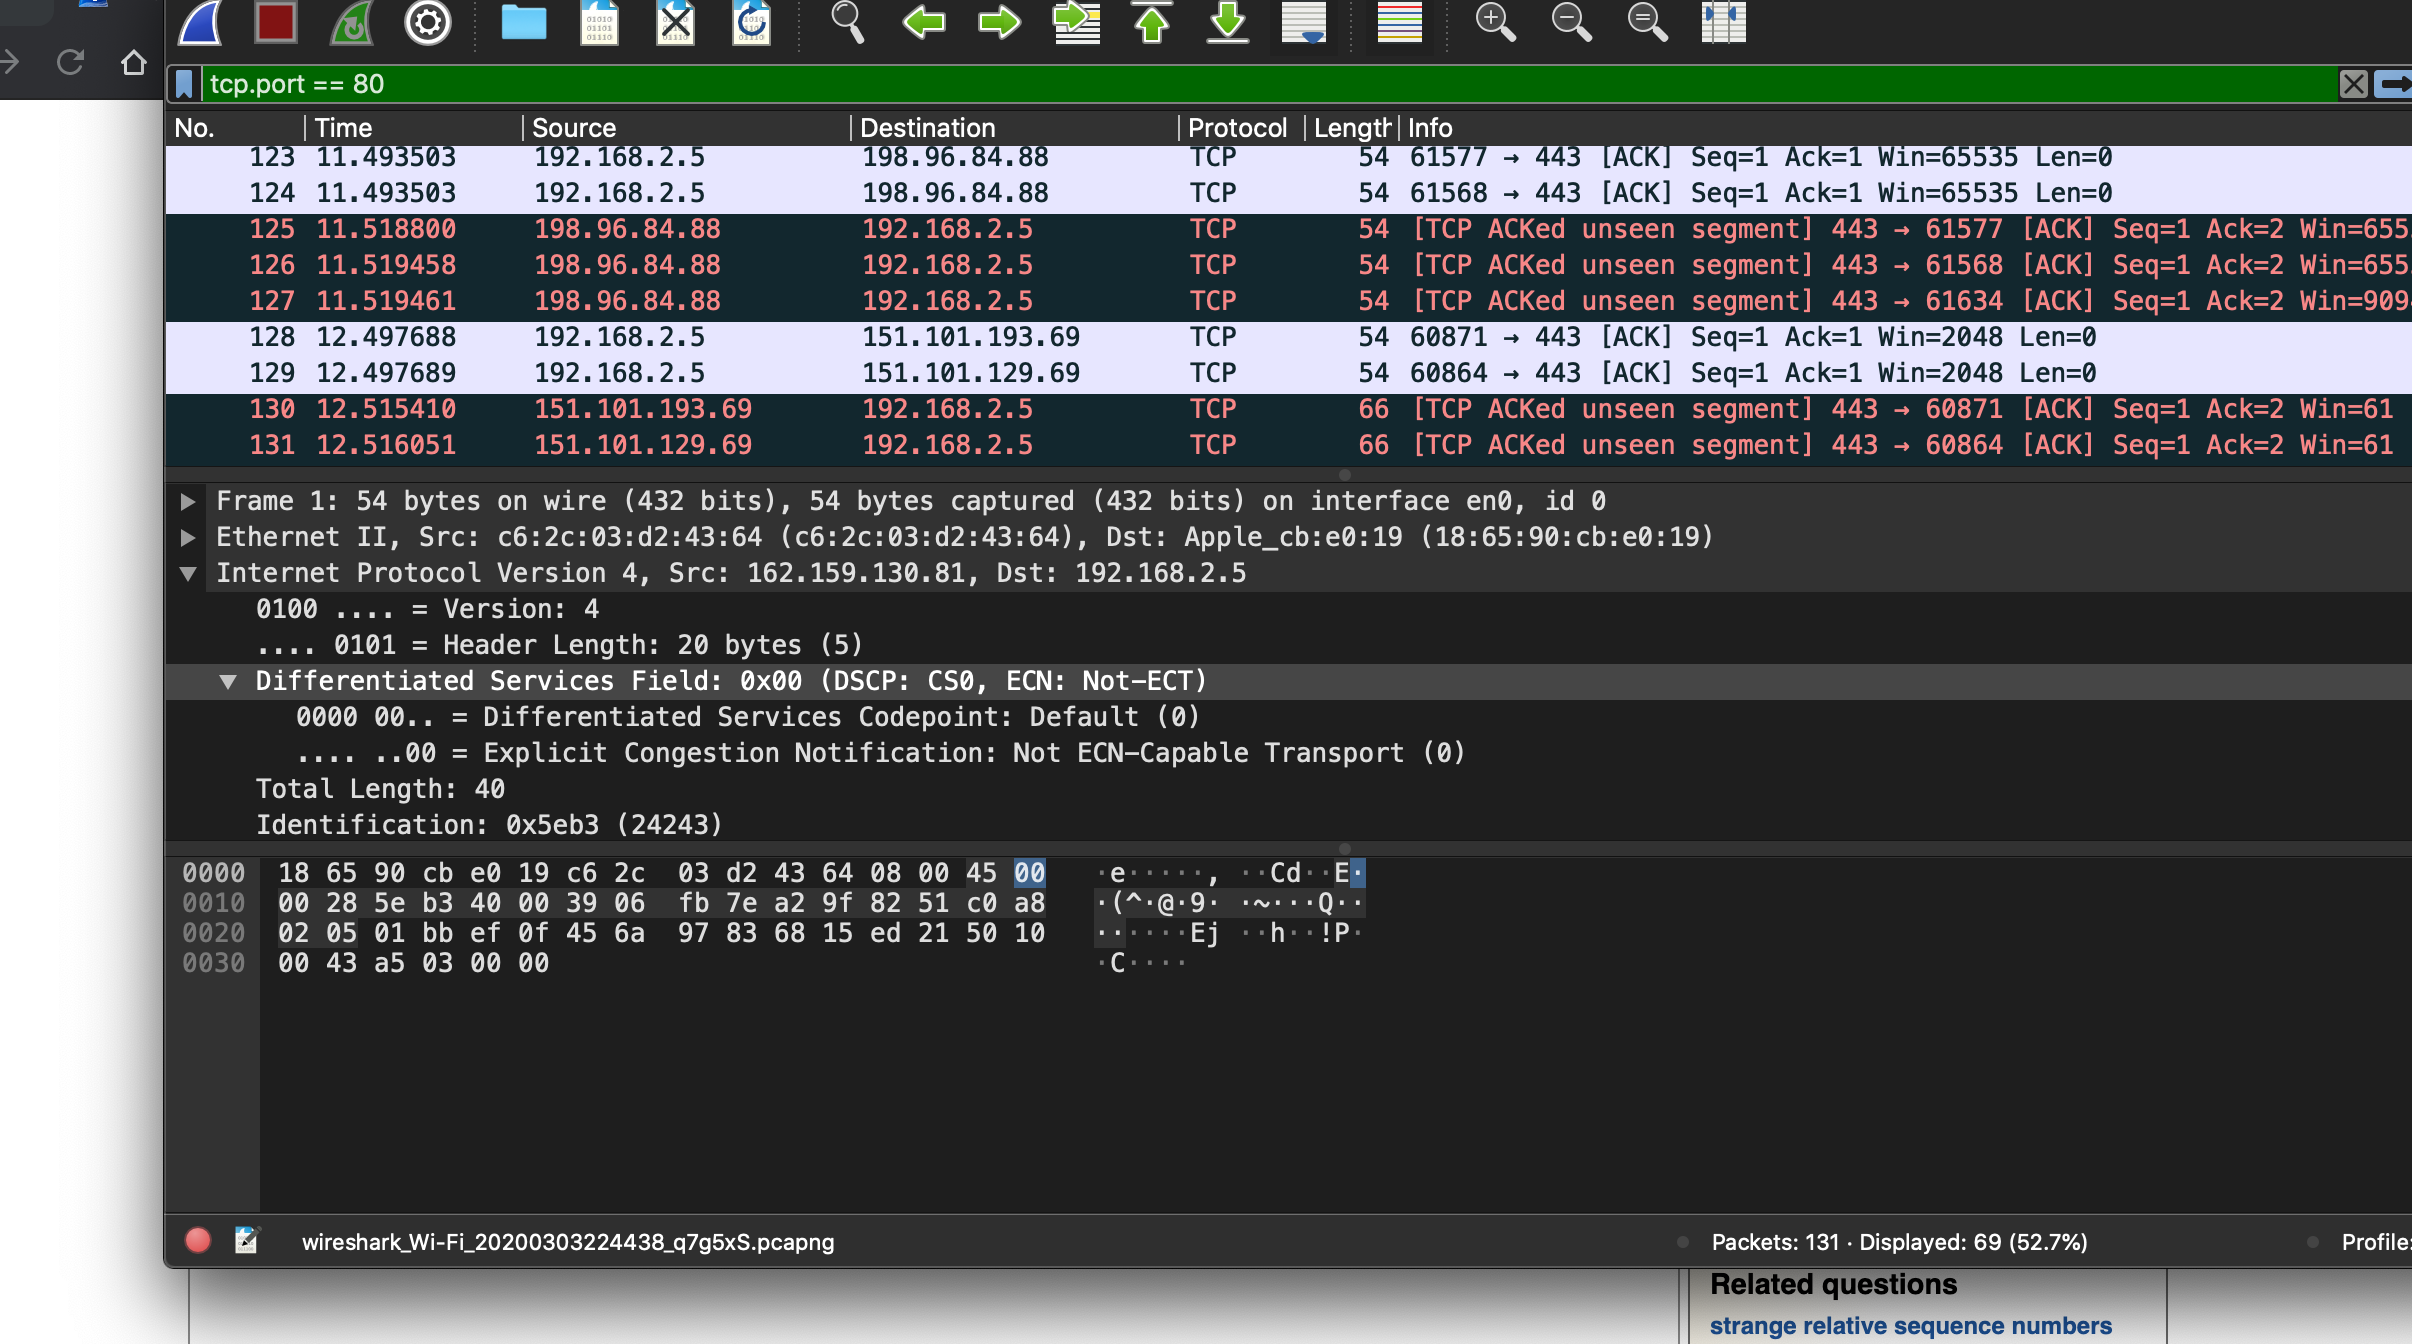 tcp.port == 80
No. Time Source Destination Protocol Length Info
123 11.493503 192.168.2.5 198.96.84.88 TCP 54 61577 → 443 [ACK] Seq=1 Ack=1 Win=65535 Len=0
124 11.493503 192.168.2.5 198.96.84.88 TCP 54 61568 → 443 [ACK] Seq=1 Ack=1 Win=65535 Len=0
125 11.518800 198.96.84.88 192.168.2.5 TCP 54 [TCP ACKed unseen segment] 443 → 61577 [ACK] Seq=1 Ack=2 Win=655
126 11.519458 198.96.84.88 192.168.2.5 TCP 54 [TCP ACKed unseen segment] 443 → 61568 [ACK] Seq=1 Ack=2 Win=655
127 11.519461 198.96.84.88 192.168.2.5 TCP 54 [TCP ACKed unseen segment] 443 → 61634 [ACK] Seq=1 Ack=2 Win=909
128 12.497688 192.168.2.5 151.101.193.69 TCP 54 60871 → 443 [ACK] Seq=1 Ack=1 Win=2048 Len=0
129 12.497689 192.168.2.5 151.101.129.69 TCP 54 60864 → 443 [ACK] Seq=1 Ack=1 Win=2048 Len=0
130 12.515410 151.101.193.69 192.168.2.5 TCP 66 [TCP ACKed unseen segment] 443 → 60871 [ACK] Seq=1 Ack=2 Win=61
131 12.516051 151.101.129.69 192.168.2.5 TCP 66 [TCP ACKed unseen segment] 443 → 60864 [ACK] Seq=1 Ack=2 Win=61
Frame 1: 54 bytes on wire (432 bits), 54 bytes captured (432 bits) on interface en0, id 0
Ethernet II, Src: c6:2c:03:d2:43:64 (c6:2c:03:d2:43:64), Dst: Apple_cb:e0:19 (18:65:90:cb:e0:19)
Internet Protocol Version 4, Src: 162.159.130.81, Dst: 192.168.2.5
0100 .... = Version: 4
.... 0101 = Header Length: 20 bytes (5)
Differentiated Services Field: 0x00 (DSCP: CS0, ECN: Not-ECT)
0000 00.. = Differentiated Services Codepoint: Default (0)
.... ..00 = Explicit Congestion Notification: Not ECN-Capable Transport (0)
Total Length: 40
Identification: 0x5eb3 (24243)
0000 18 65 90 cb e0 19 c6 2c 03 d2 43 64 08 00 45 00 ·e·····, ··Cd··E·
0010 00 28 5e b3 40 00 39 06 fb 7e a2 9f 82 51 c0 a8 ·(^·@·9· ·~···Q··
0020 02 05 01 bb ef 0f 45 6a 97 83 68 15 ed 21 50 10 ······Ej ··h··!P·
0030 00 43 a5 03 00 00 ·C····
wireshark_Wi-Fi_20200303224438_q7g5xS.pcapng Packets: 131 · Displayed: 69 (52.7%) Profile:
Related questions
strange relative sequence numbers